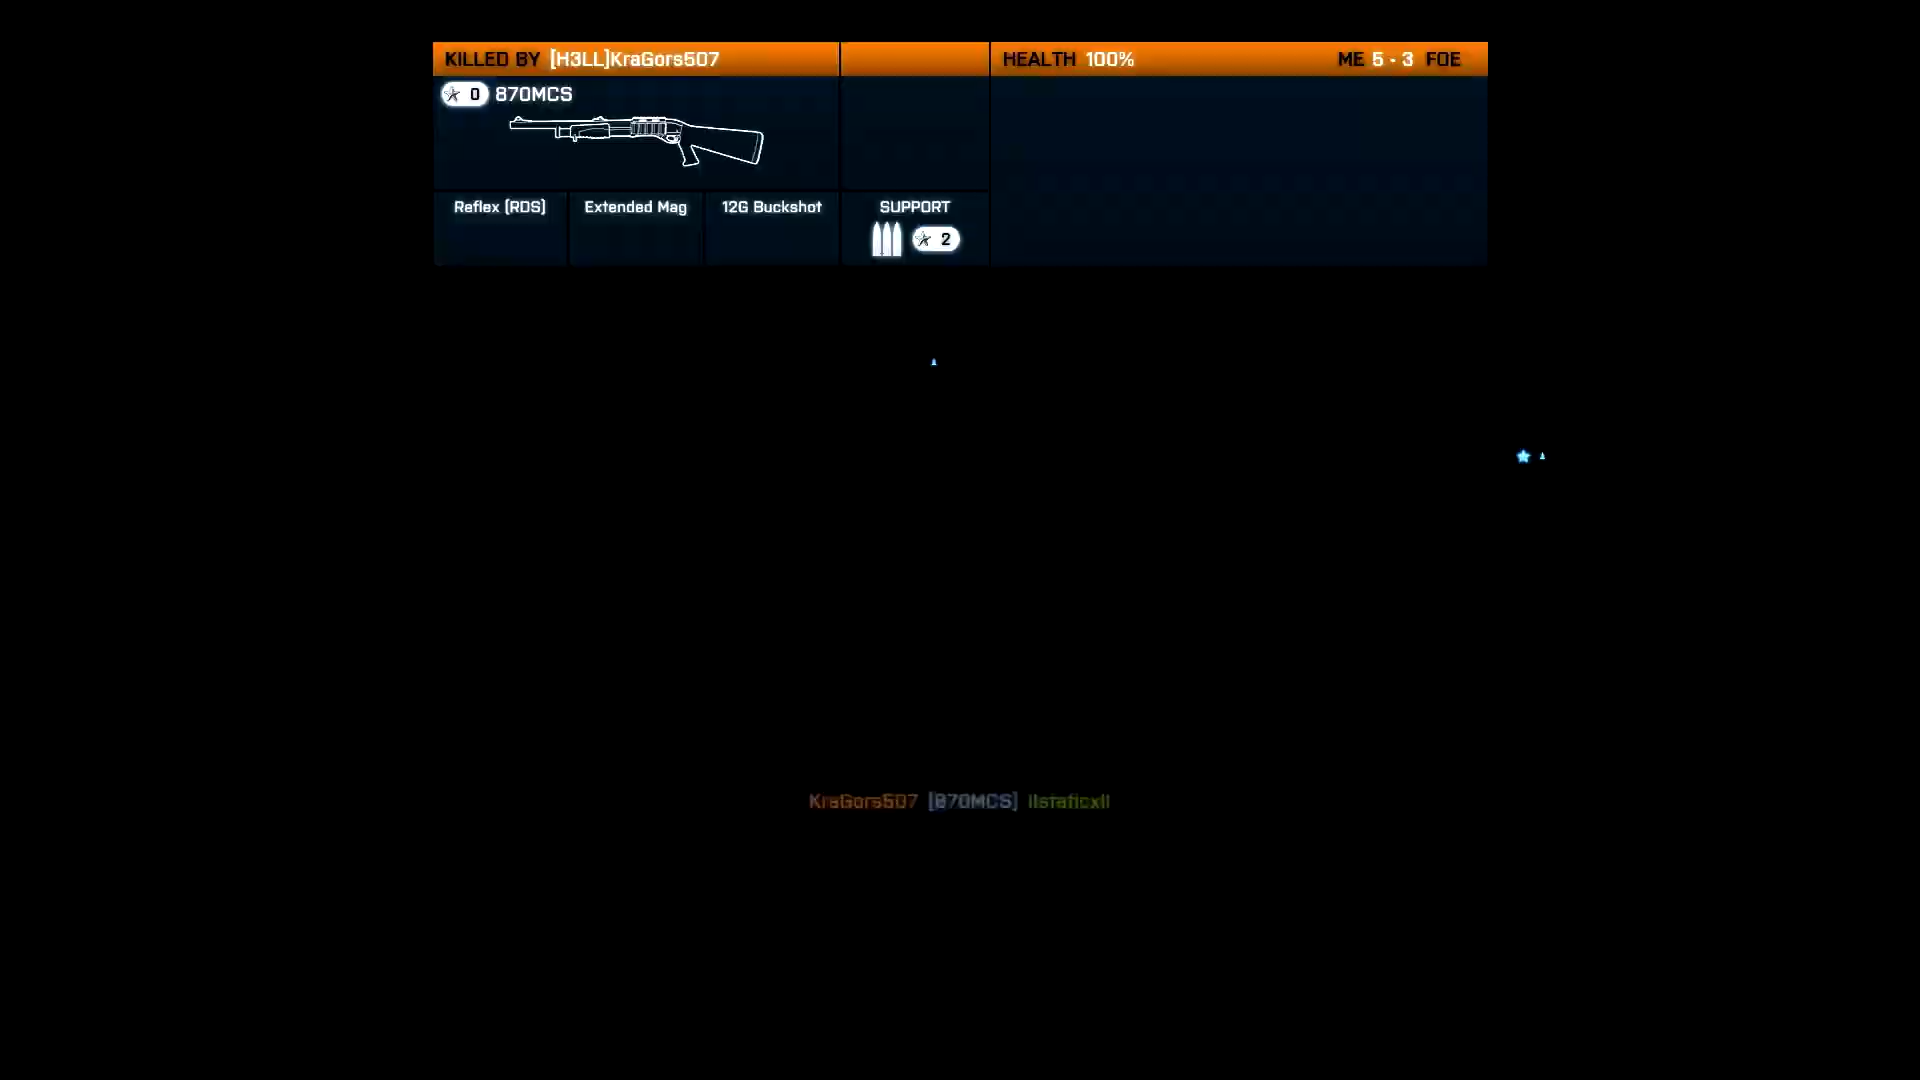 KILLED BY [H3LL]KraGors507
HEALTH 100%
ME 5 - 3 FOE
0 870MCS
Reflex (RDS)
Extended Mag
12G Buckshot
SUPPORT
2
KraGors507 [870MCS] llstaticxll